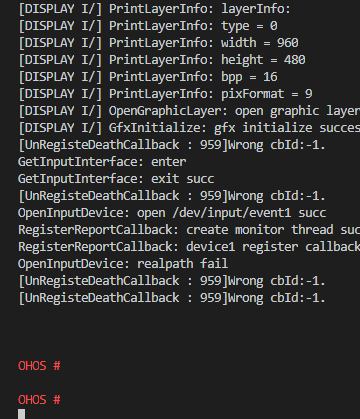 [DISPLAY I/] PrintLayerInfo: layerInfo:
[DISPLAY I/] PrintLayerInfo: type = 0
[DISPLAY I/] PrintLayerInfo: width = 960
[DISPLAY I/] PrintLayerInfo: height = 480
[DISPLAY I/] PrintLayerInfo: bpp = 16
[DISPLAY I/] PrintLayerInfo: pixFormat = 9
[DISPLAY I/] OpenGraphicLayer: open graphic layer
[DISPLAY I/] GfxInitialize: gfx initialize succes
[UnRegisteDeathCallback : 959]Wrong cbId:-1.
GetInputInterface: enter
GetInputInterface: exit succ
[UnRegisteDeathCallback : 959]Wrong cbId:-1.
OpenInputDevice: open /dev/input/event1 succ
RegisterReportCallback: create monitor thread suc
RegisterReportCallback: device1 register callback
OpenInputDevice: realpath fail
[UnRegisteDeathCallback : 959]Wrong cbId:-1.
[UnRegisteDeathCallback : 959]Wrong cbId:-1.
OHOS #
OHOS #